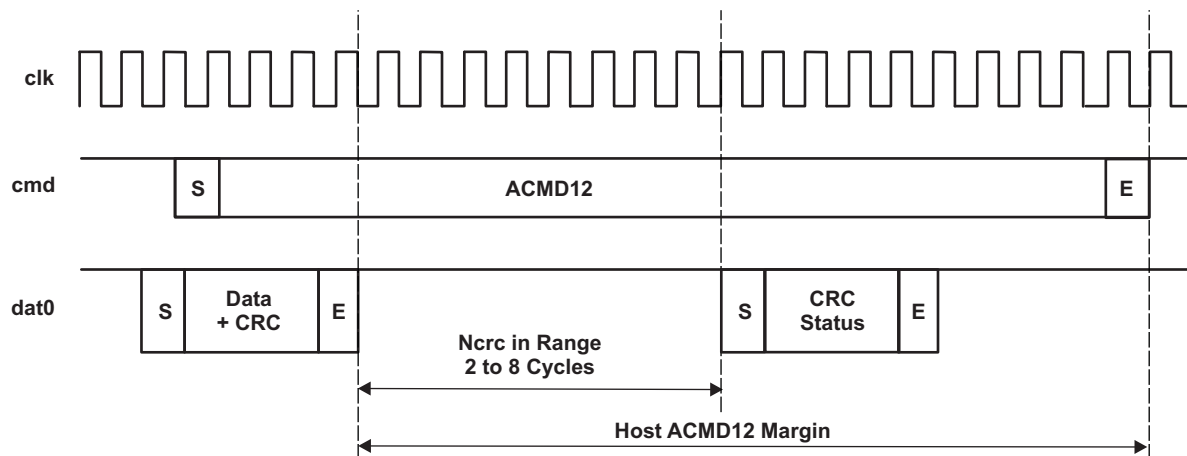 clk
cmd
S
ACMD12
E
dat0
S
Data
+ CRC
E
S
CRC
Status
E
Ncrc in Range
2 to 8 Cycles
Host ACMD12 Margin